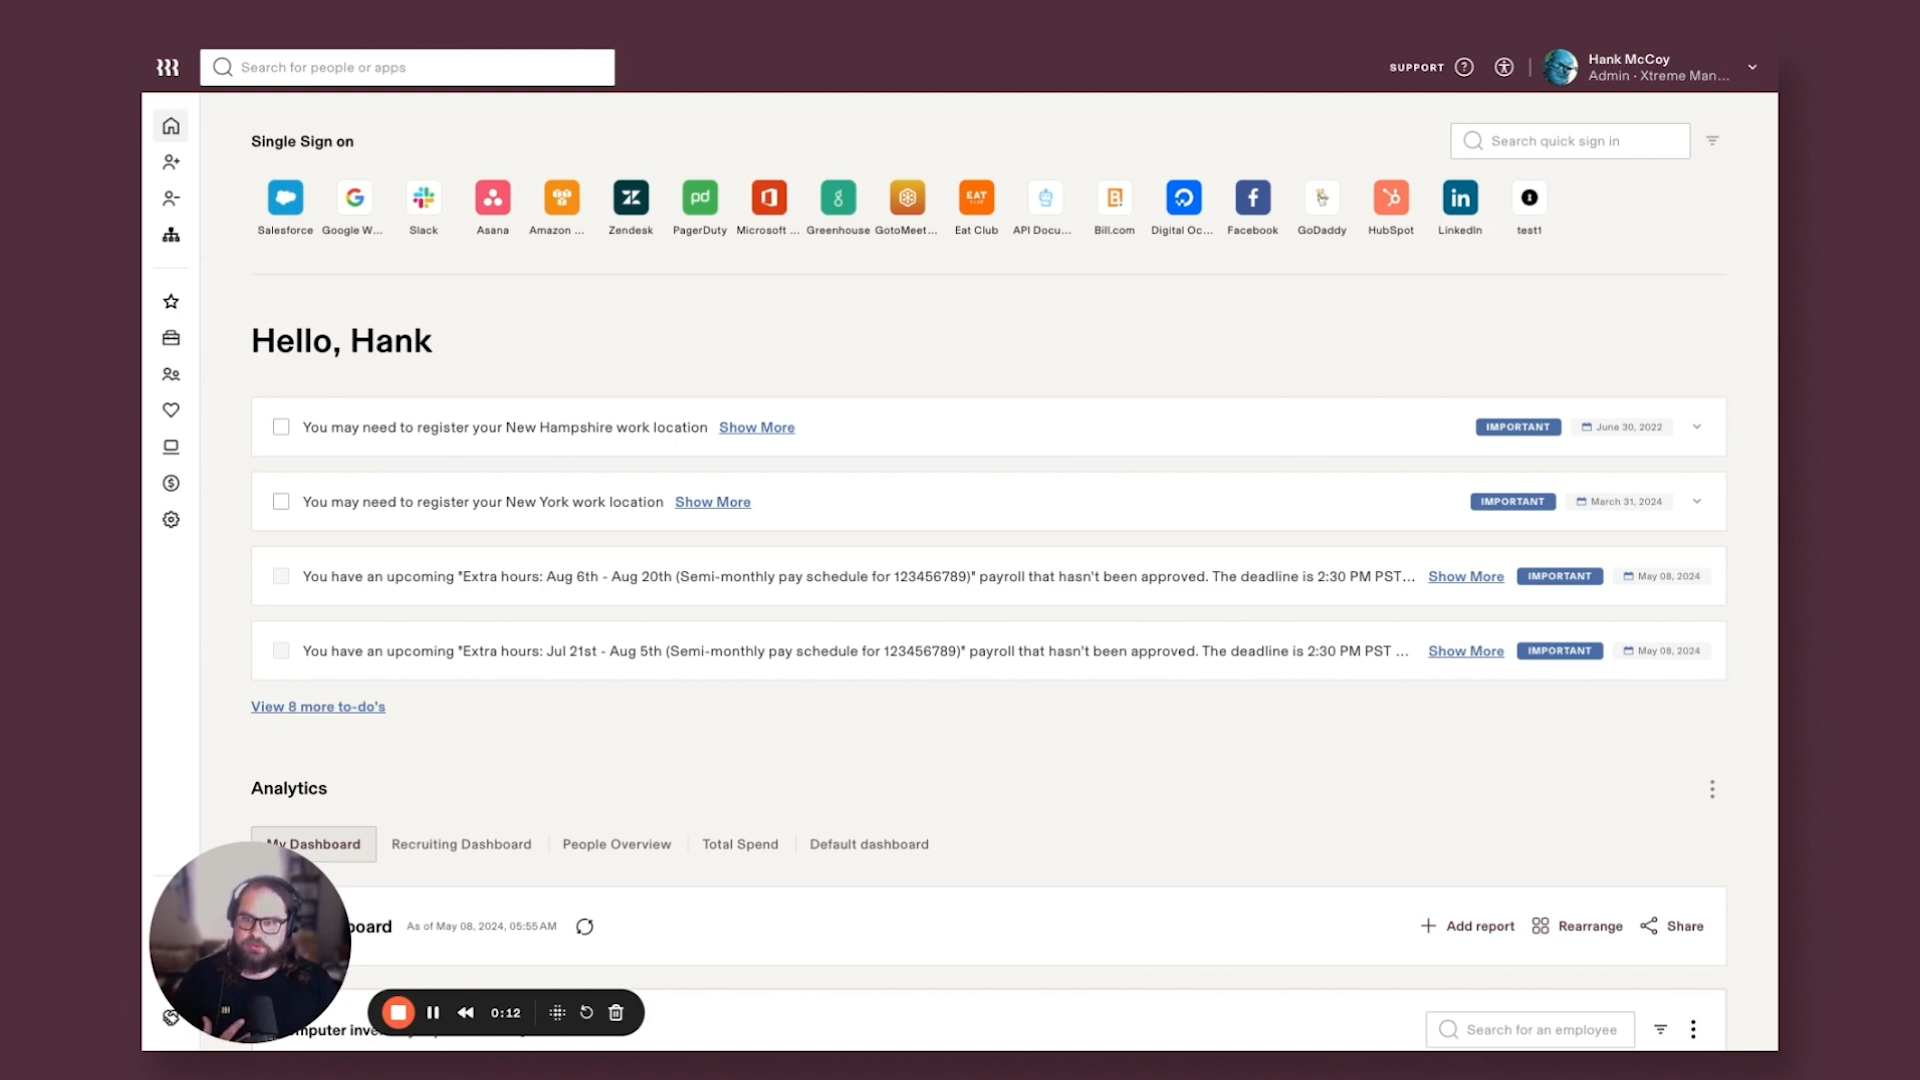 Search for people or apps
SUPPORT
Hank McCoy
Admin · Xtreme Man...
Single Sign on
Search quick sign in
EAT
pd
in
Salesforce
Google W...
Slack
Asana
Amazon ...
Zendesk
PagerDuty
Microsoft ...
Greenhouse
GotoMeet...
Eat Club
API Docu...
Bill.com
Digital Oc...
Facebook
GoDaddy
HubSpot
LinkedIn
test1
Hello, Hank
You may need to register your New Hampshire work location Show More IMPORTANT June 30, 2022
You may need to register your New York work location Show More IMPORTANT March 31, 2024
You have an upcoming "Extra hours: Aug 6th - Aug 20th (Semi-monthly pay schedule for 123456789)" payroll that hasn't been approved. The deadline is 2:30 PM PST... Show More IMPORTANT May 08, 2024
You have an upcoming "Extra hours: Jul 21st - Aug 5th (Semi-monthly pay schedule for 123456789)" payroll that hasn't been approved. The deadline is 2:30 PM PST ... Show More IMPORTANT May 08, 2024
View 8 more to-do's
Analytics
My Dashboard
Recruiting Dashboard
People Overview
Total Spend
Default dashboard
board As of May 08, 2024, 05:55 AM
Add report
Rearrange
Share
0:12
Search for an employee